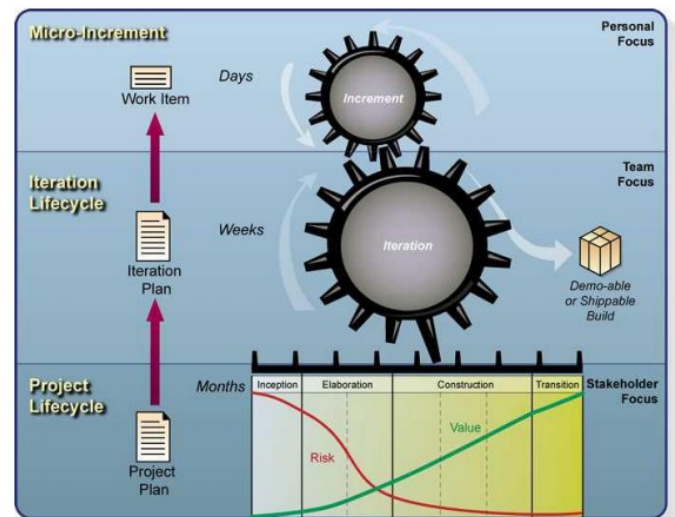 Micro-Increment
Personal
Focus
Days
Work Item
Increment
Iteration
Lifecycle
Team
Focus
Weeks
Iteration
Plan
Iteration
Demo-able
or Shippable
Build
Project
Lifecycle
Months
Inception
Elaboration
Construction
Transition
Stakeholder
Focus
Value
Risk
Project
Plan